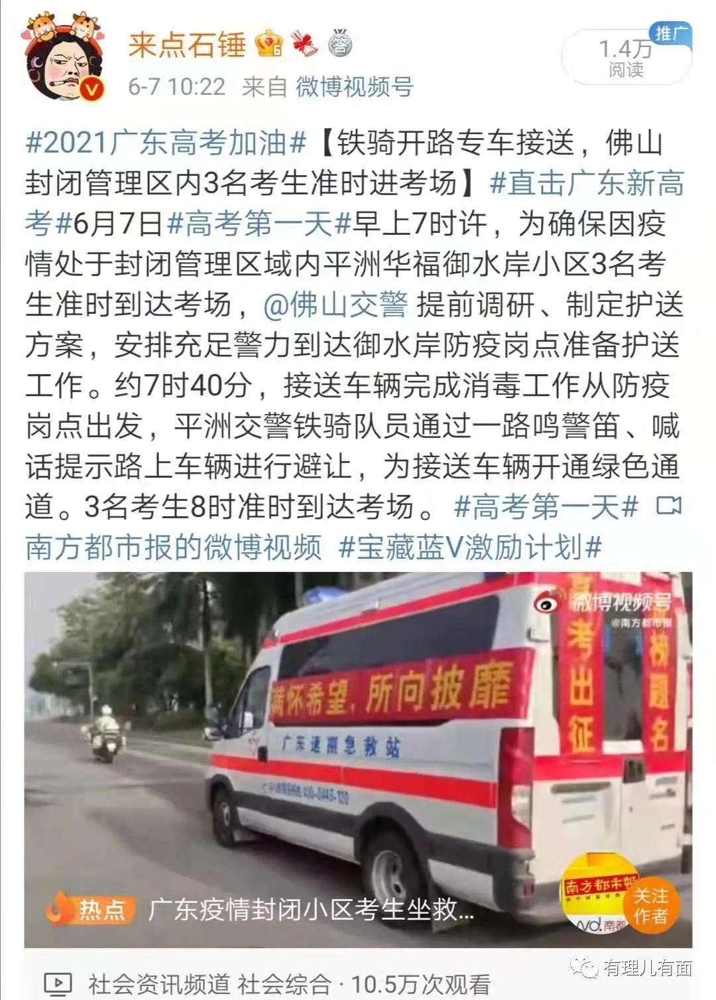 来点石锤
6
答
推广
1.4万
阅读
6-7 10:22 来自 微博视频号
#2021广东高考加油#【铁骑开路专车接送，佛山
封闭管理区内3名考生准时进考场】#直击广东新高
考#6月7日#高考第一天#早上7时许，为确保因疫
情处于封闭管理区域内平洲华福御水岸小区3名考
生准时到达考场，@佛山交警 提前调研、制定护送
方案，安排充足警力到达御水岸防疫岗点准备护送
工作。约7时40分，接送车辆完成消毒工作从防疫
岗点出发，平洲交警铁骑队员通过一路鸣警笛、喊
话提示路上车辆进行避让，为接送车辆开通绿色通
道。3名考生8时准时到达考场。 #高考第一天#
南方都市报的微博视频 #宝藏蓝V激励计划#
微博视频号
@南方都市报
满怀希望，所向披靡
高考出征
榜题名
广东速搠急救站
400-0443-120
南方都市報
nd.南都
关注
作者
热点
广东疫情封闭小区考生坐救...
社会资讯频道 社会综合 · 10.5万次观看
有理儿有面